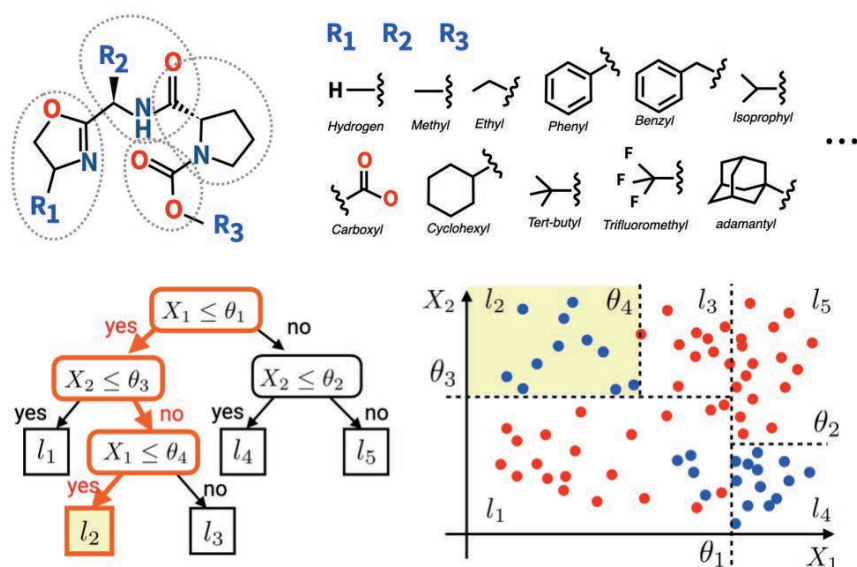 R1 R2 R3
R2
O
O
N
H
N
O
N
O
R1
R3
H
Hydrogen
Methyl
Ethyl
Phenyl
Benzyl
Isoprophyl
...
O
O
F
F
F
Carboxyl
Cyclohexyl
Tert-butyl
Trifluoromethyl
adamantyl
X₁ ≤ θ₁
yes
no
X₂ ≤ θ₃
X₂ ≤ θ₂
yes
no
yes
no
l₁
X₁ ≤ θ₄
l₄
l₅
yes
no
l₂
l₃
X₂
l₂
θ₄
l₃
l₅
θ₃
θ₂
l₁
l₄
θ₁
X₁